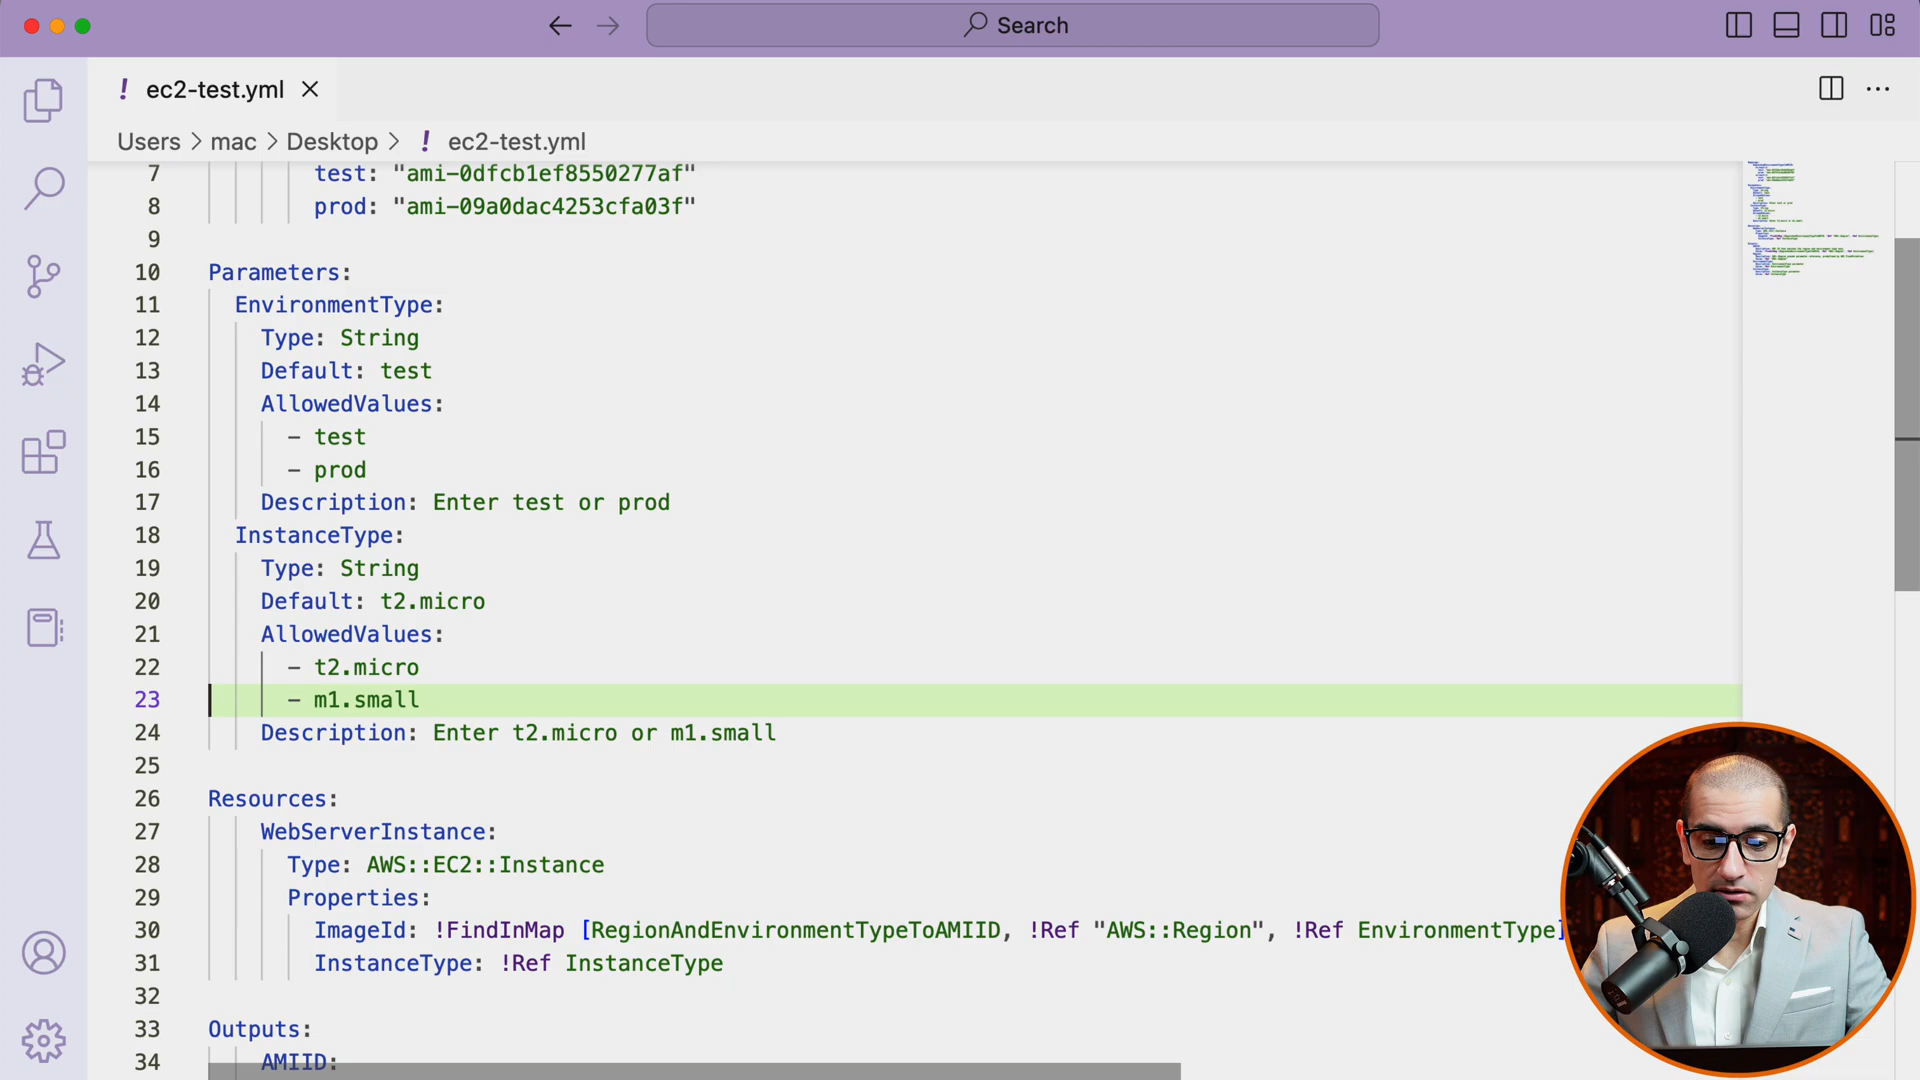 Search
! ec2-test.yml
Users > mac > Desktop > ! ec2-test.yml
7 test: "ami-0dfcb1ef8550277af"
8 prod: "ami-09a0dac4253cfa03f"
9
10 Parameters:
11 EnvironmentType:
12 Type: String
13 Default: test
14 AllowedValues:
15 - test
16 - prod
17 Description: Enter test or prod
18 InstanceType:
19 Type: String
20 Default: t2.micro
21 AllowedValues:
22 - t2.micro
23 - m1.small
24 Description: Enter t2.micro or m1.small
25
26 Resources:
27 WebServerInstance:
28 Type: AWS::EC2::Instance
29 Properties:
30 ImageId: !FindInMap [RegionAndEnvironmentTypeToAMIID, !Ref "AWS::Region", !Ref EnvironmentType]
31 InstanceType: !Ref InstanceType
32
33 Outputs:
34 AMIID: